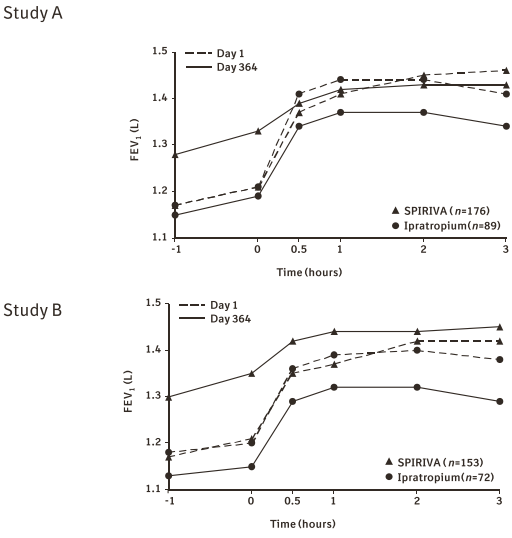 Study A
1.5
Day 1
Day 364
1.4
1.3
FEV1 (L)
1.2
SPIRIVA (n=176)
Ipratropium(n=89)
1.1
-1 0 0.5 1 2 3
Time (hours)
Study B
1.5
Day 1
Day 364
1.4
FEV1 (L)
1.3
1.2
SPIRIVA (n=153)
Ipratropium(n=72)
1.1
-1 0 0.5 1 2 3
Time (hours)